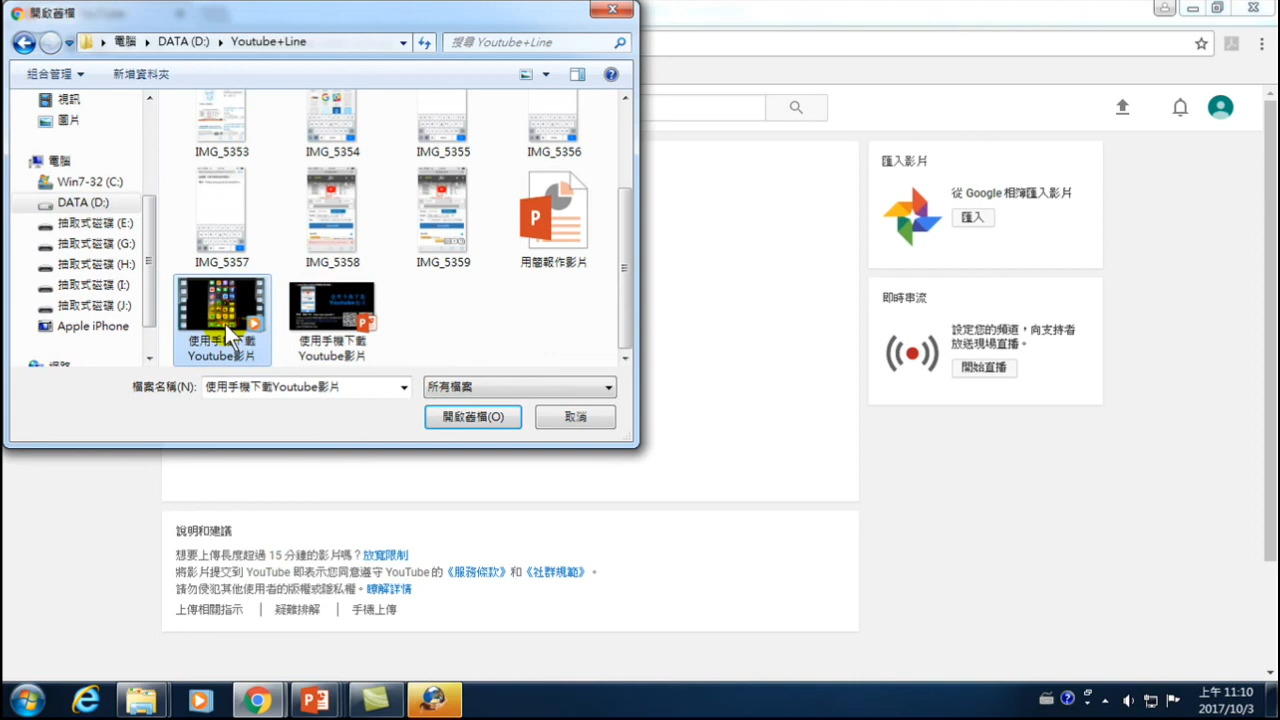 開啟舊檔
電腦 DATA (D:) Youtube+Line
搜尋 Youtube+Line
組合管理 新增資料夾
視訊
圖片
電腦
Win7-32 (C:)
DATA (D:)
抽取式磁碟 (E:)
抽取式磁碟 (G:)
抽取式磁碟 (H:)
抽取式磁碟 (I:)
抽取式磁碟 (J:)
Apple iPhone
IMG_5353 IMG_5354 IMG_5355 IMG_5356
IMG_5357 IMG_5358 IMG_5359 用簡報作影片
使用手機下載 使用手機下載
Youtube影片 Youtube影片
檔案名稱(N): 使用手機下載Youtube影片 所有檔案
開啟舊檔(O) 取消
匯入影片
從 Google 相簿匯入影片
匯入
即時串流
設定您的頻道，向支持者
放送現場直播。
開始直播
說明和建議
想要上傳長度超過 15 分鐘的影片嗎？放寬限制
將影片提交到 YouTube 即表示您同意遵守 YouTube 的《服務條款》和《社群規範》。
請勿侵犯其他使用者的版權或隱私權。瞭解詳情
上傳相關指示 | 疑難排解 | 手機上傳
上午 11:10
2017/10/3